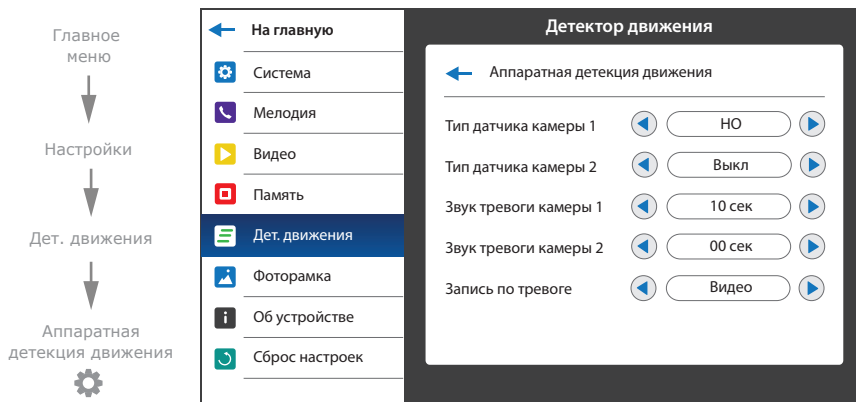 Главное
меню
Настройки
Дет. движения
Аппаратная
детекция движения
На главную
Система
Мелодия
Видео
Память
Дет. движения
Фоторамка
Об устройстве
Сброс настроек
Детектор движения
Аппаратная детекция движения
Тип датчика камеры 1 НО
Тип датчика камеры 2 Выкл
Звук тревоги камеры 1 10 сек
Звук тревоги камеры 2 00 сек
Запись по тревоге Видео